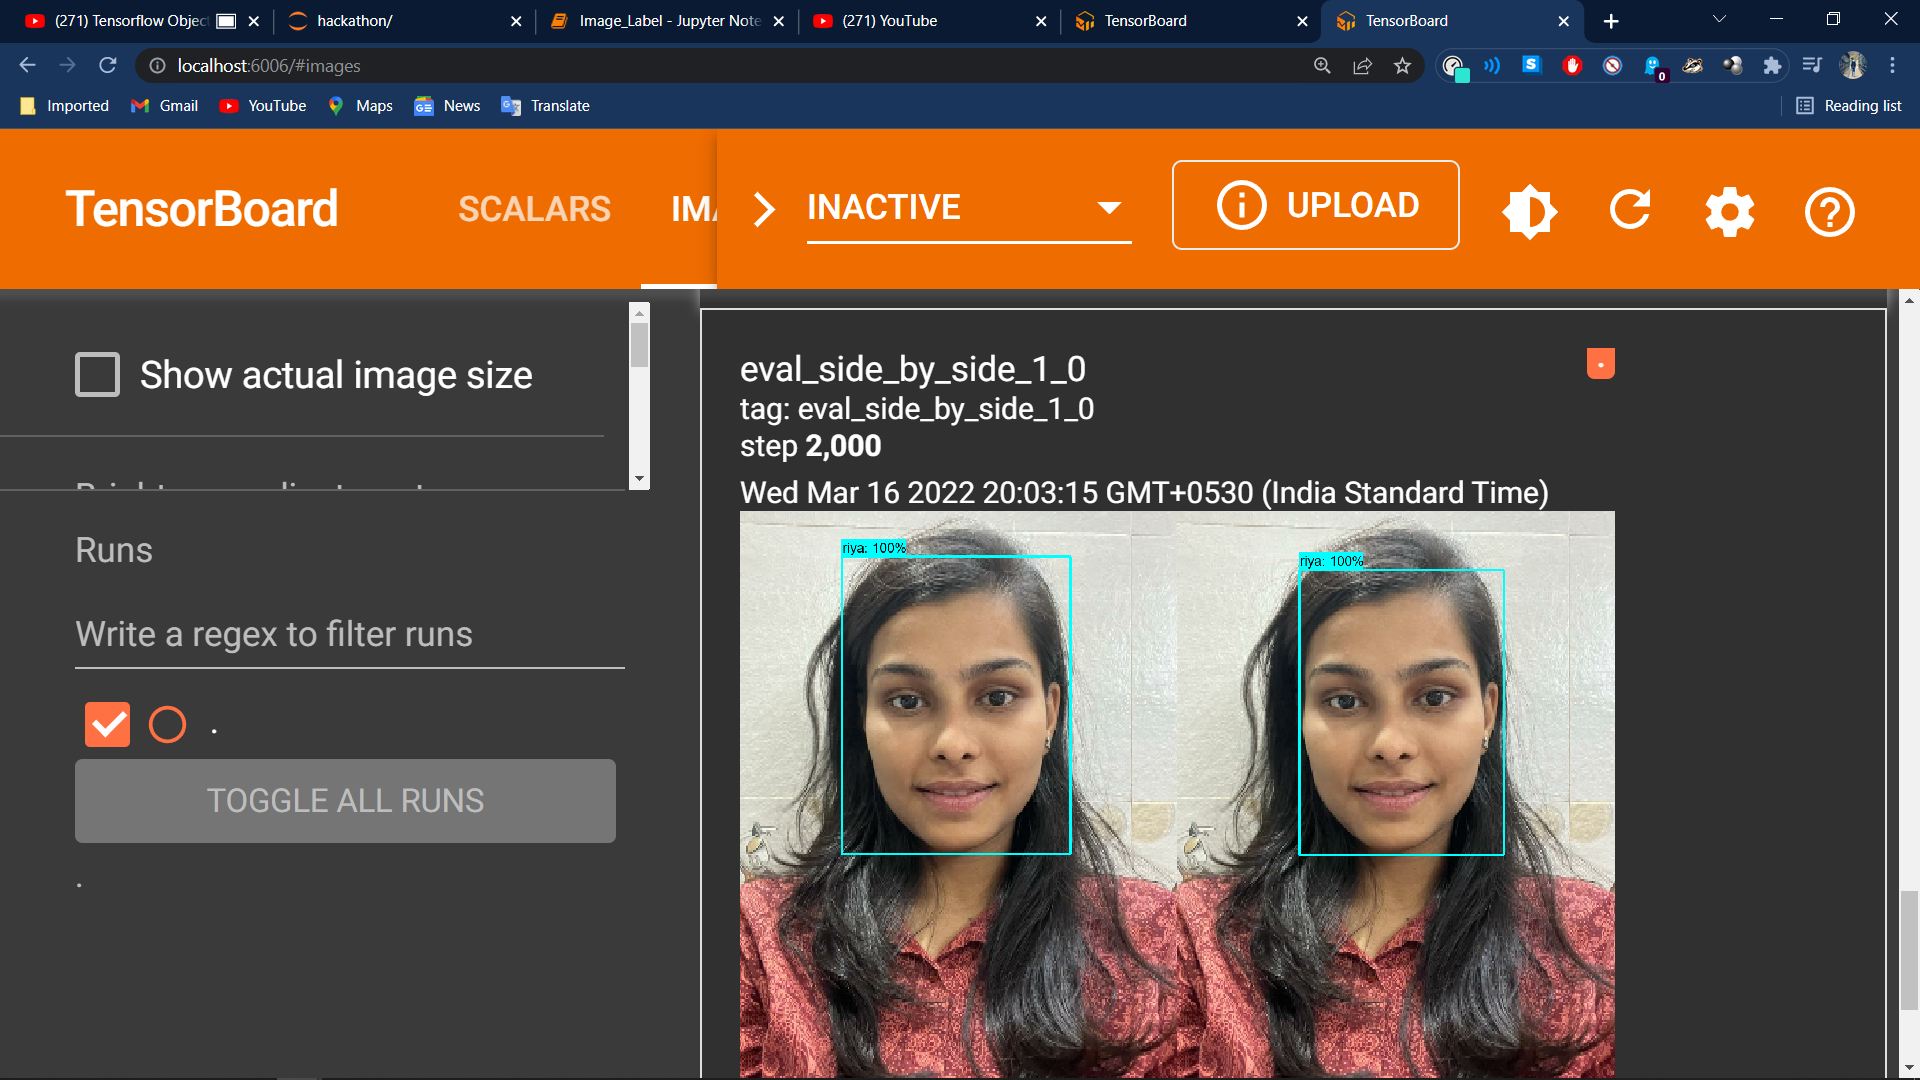 (271) Tensorflow Objec
hackathon/
Image_Label - Jupyter Note
(271) YouTube
TensorBoard
TensorBoard
localhost:6006/#images
S
0
Imported
Gmail
YouTube
Maps
News
Translate
Reading list
TensorBoard
SCALARS
IMA
INACTIVE
UPLOAD
Show actual image size
Runs
Write a regex to filter runs
.
TOGGLE ALL RUNS
.
eval_side_by_side_1_0
tag: eval_side_by_side_1_0
step 2,000
Wed Mar 16 2022 20:03:15 GMT+0530 (India Standard Time)
riya: 100%
riya: 100%